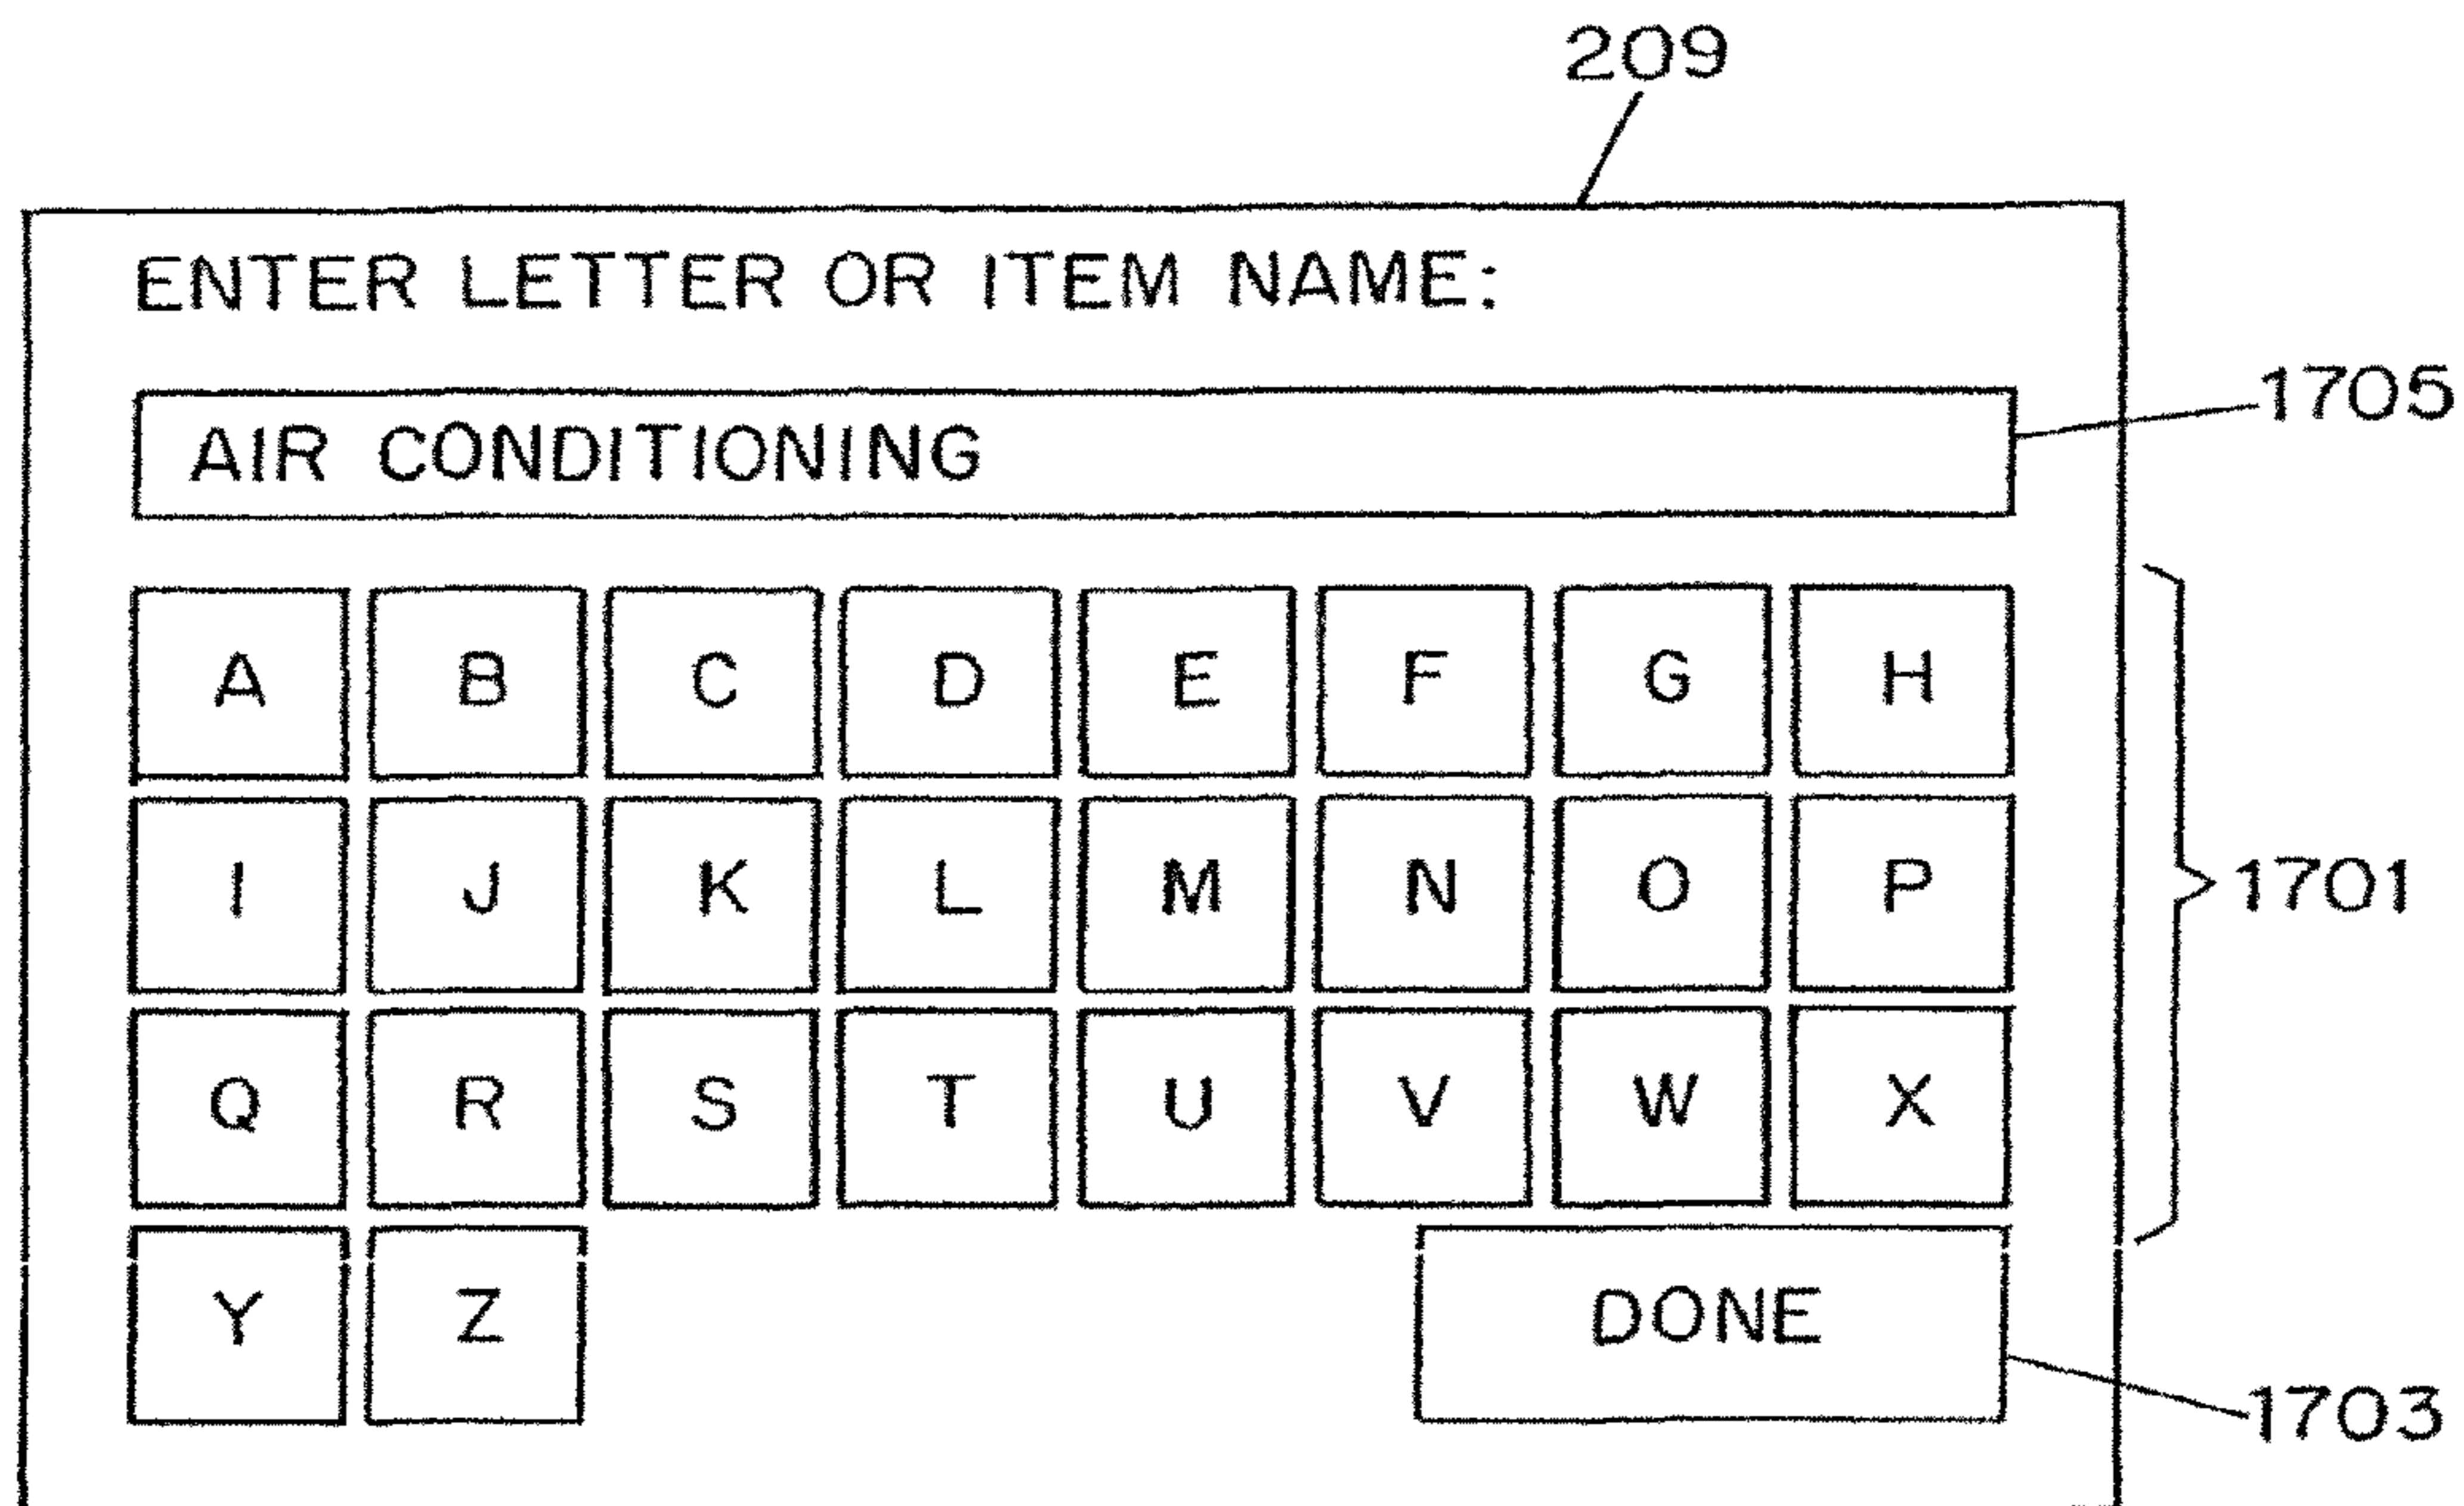 209
ENTER LETTER OR ITEM NAME:
AIR CONDITIONING
1705
A B C D E F G H
I J K L M N O P
1701
Q R S T U V W X
Y Z DONE
1703